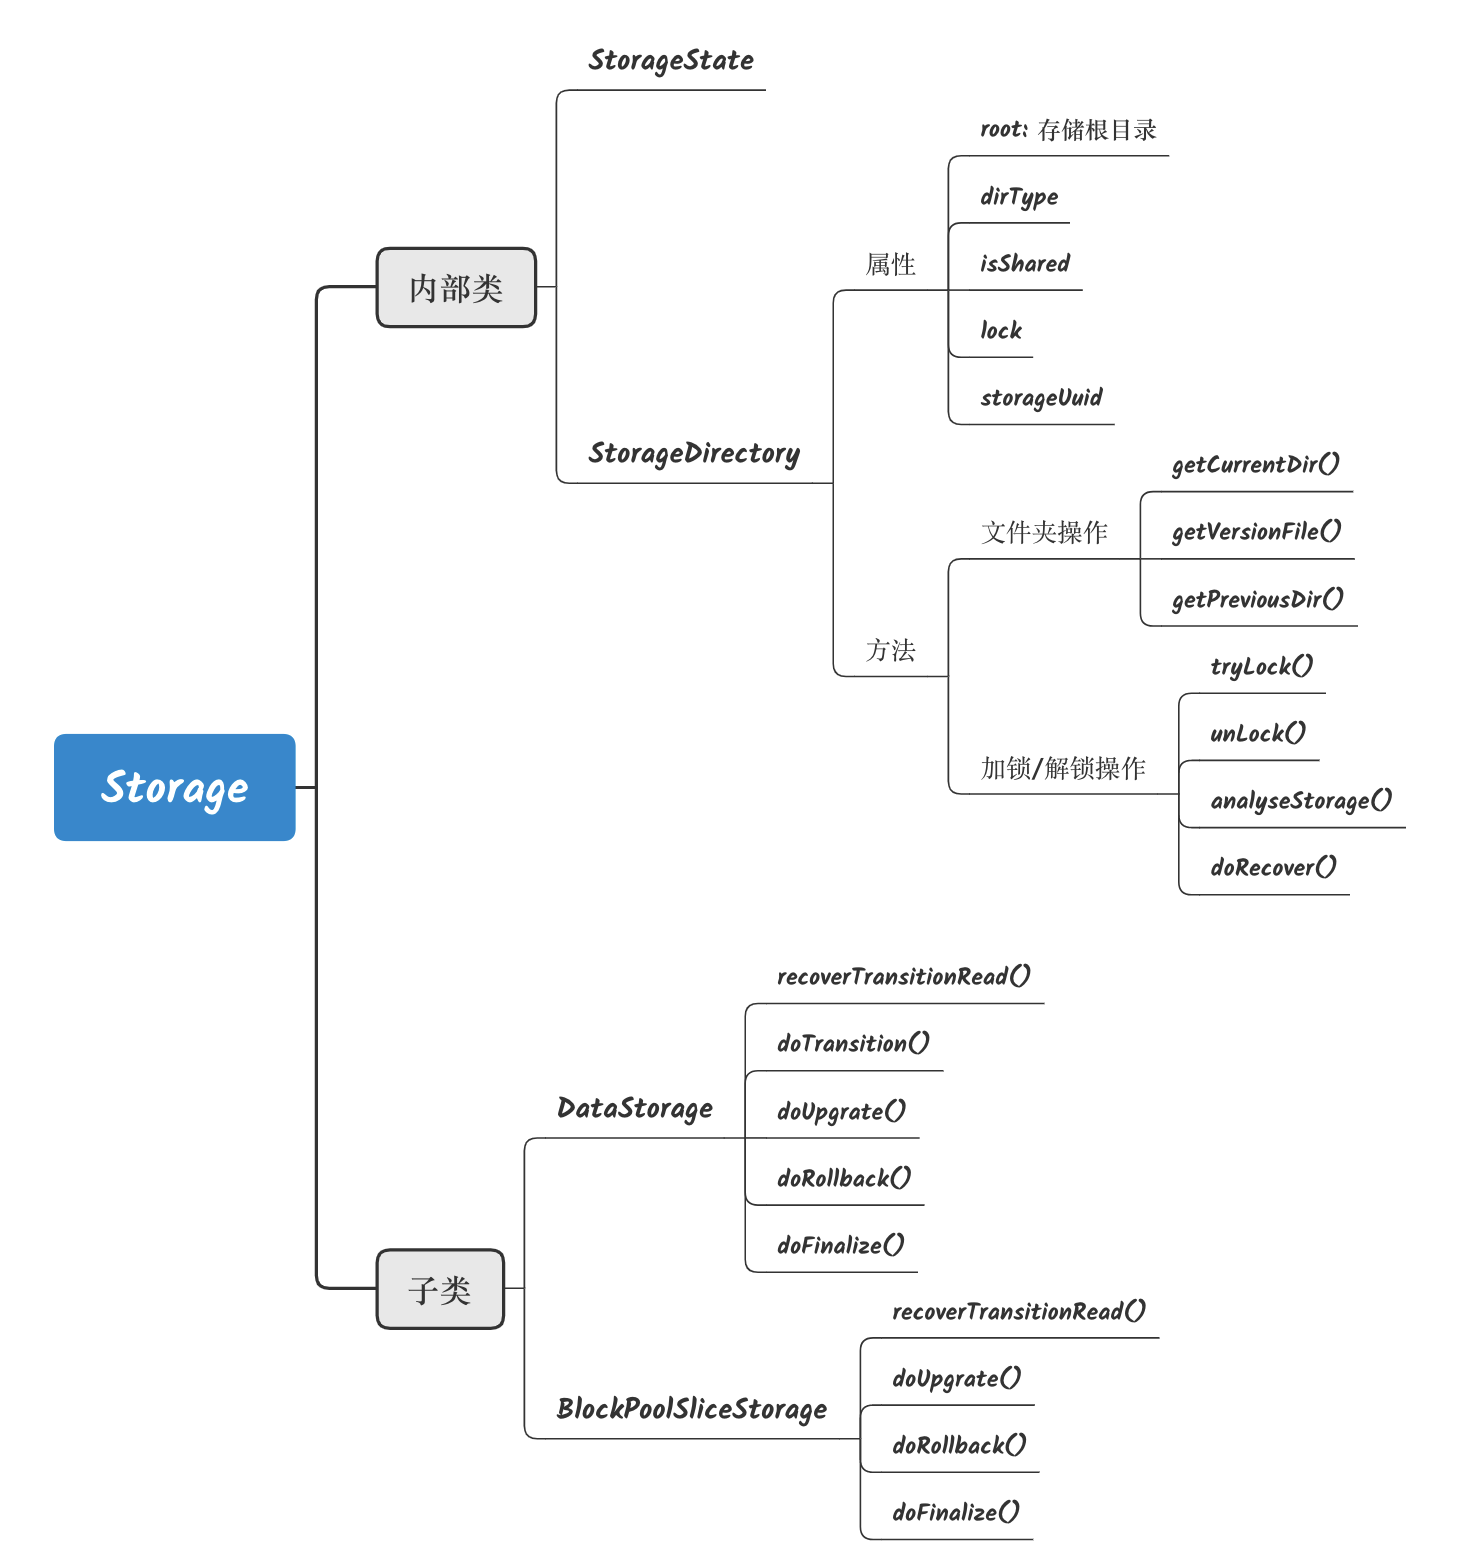 Storage
内部类
StorageState
StorageDirectory
属性
root: 存储根目录
dirType
isShared
lock
storageUuid
方法
文件夹操作
getCurrentDir()
getVersionFile()
getPreviousDir()
加锁/解锁操作
tryLock()
unLock()
analyseStorage()
doRecover()
子类
DataStorage
recoverTransitionRead()
doTransition()
doUpgrate()
doRollback()
doFinalize()
BlockPoolSliceStorage
recoverTransitionRead()
doUpgrate()
doRollback()
doFinalize()